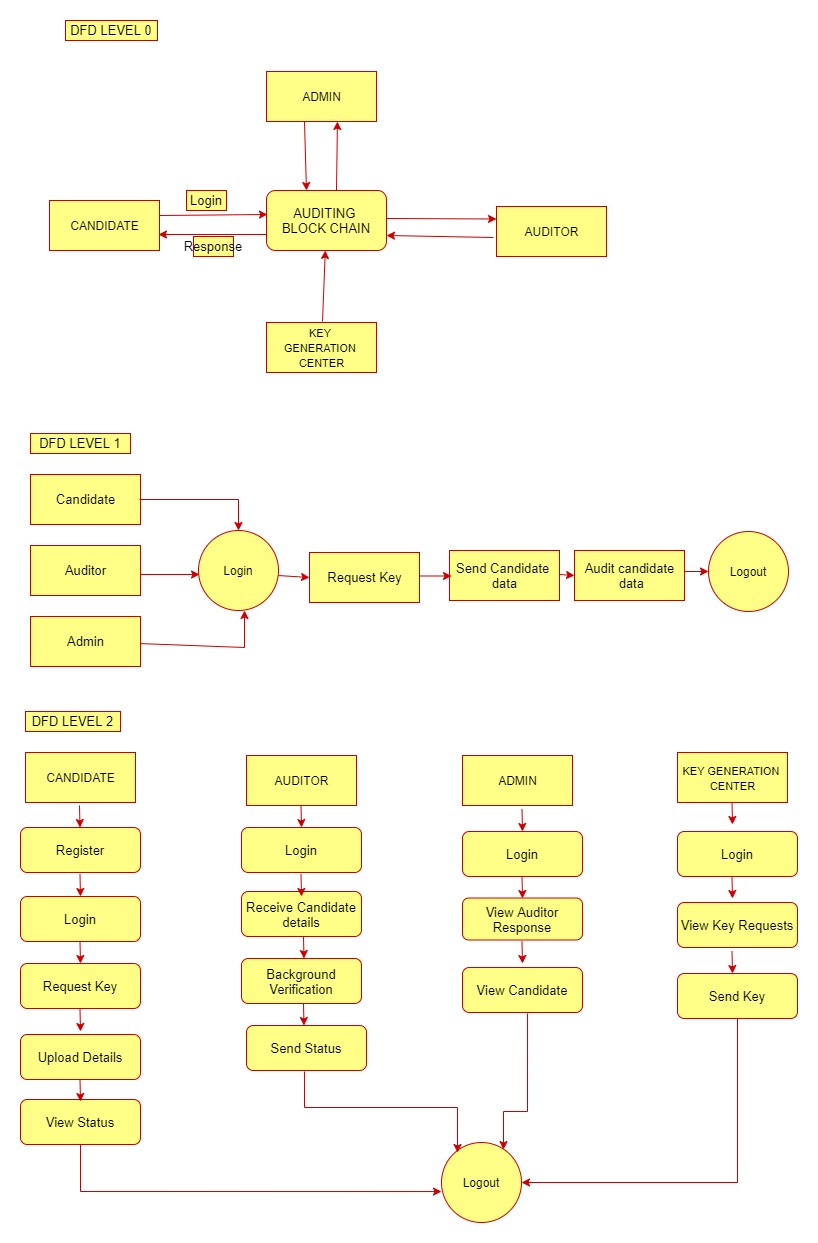 DFD LEVEL 0
ADMIN
Login
CANDIDATE
AUDITING
BLOCK CHAIN
AUDITOR
Response
KEY
GENERATION
CENTER
DFD LEVEL 1
Candidate
Auditor
Admin
Login
Request Key
Send Candidate
data
Audit candidate
data
Logout
DFD LEVEL 2
CANDIDATE
Register
Login
Request Key
Upload Details
View Status
AUDITOR
Login
Receive Candidate
details
Background
Verification
Send Status
ADMIN
Login
View Auditor
Response
View Candidate
KEY GENERATION
CENTER
Login
View Key Requests
Send Key
Logout